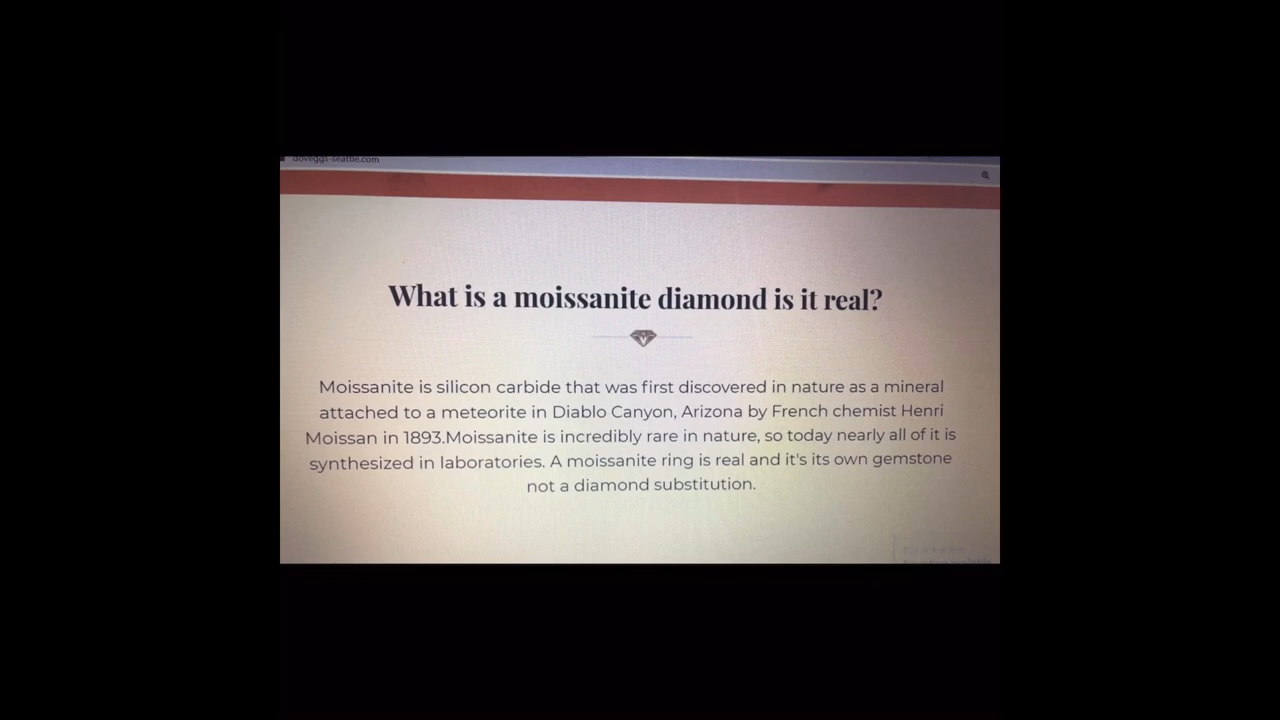 doveggs-seattle.com
What is a moissanite diamond is it real?
Moissanite is silicon carbide that was first discovered in nature as a mineral
attached to a meteorite in Diablo Canyon, Arizona by French chemist Henri
Moissan in 1893.Moissanite is incredibly rare in nature, so today nearly all of it is
synthesized in laboratories. A moissanite ring is real and it's its own gemstone
not a diamond substitution.